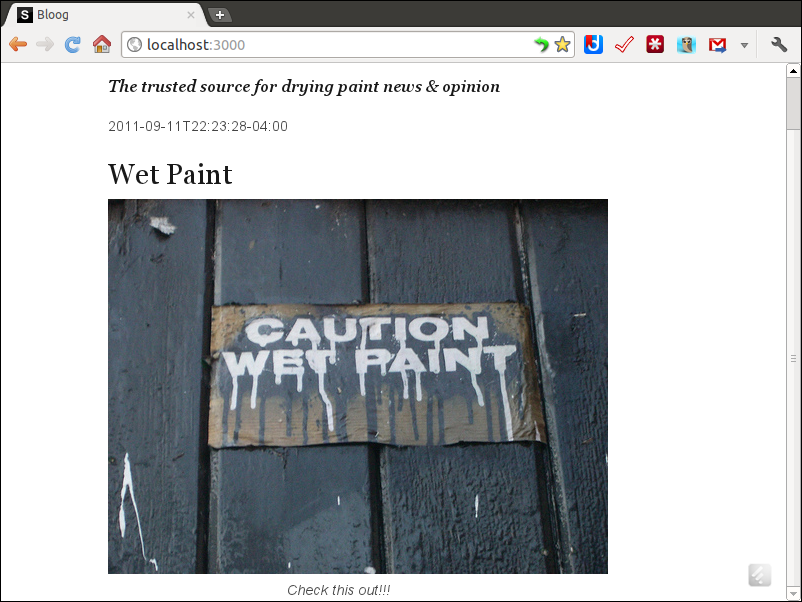 S Bloog
localhost:3000
The trusted source for drying paint news & opinion
2011-09-11T22:23:28-04:00
Wet Paint
CAUTION
WET PAINT
Check this out!!!